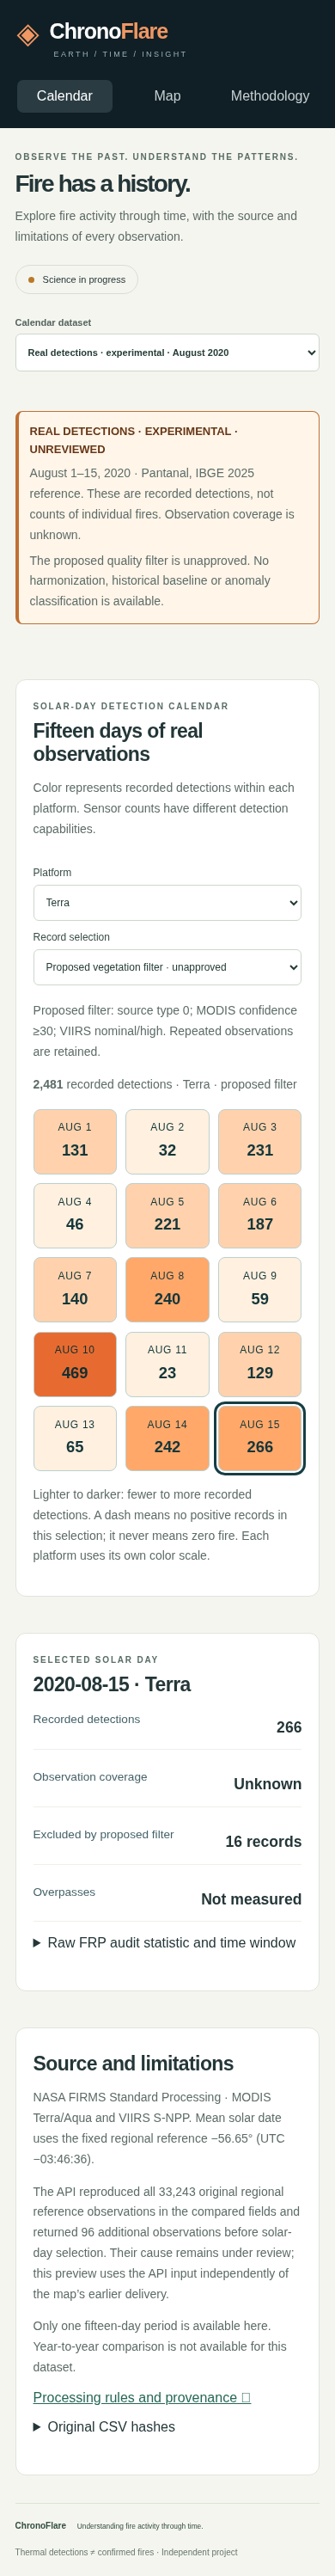 ChronoFlare
EARTH / TIME / INSIGHT
Calendar
Map
Methodology
OBSERVE THE PAST. UNDERSTAND THE PATTERNS.
Fire has a history.
Explore fire activity through time, with the source and
limitations of every observation.
Science in progress
Calendar dataset
Real detections · experimental · August 2020
REAL DETECTIONS · EXPERIMENTAL ·
UNREVIEWED
August 1–15, 2020 · Pantanal, IBGE 2025
reference. These are recorded detections, not
counts of individual fires. Observation coverage is
unknown.
The proposed quality filter is unapproved. No
harmonization, historical baseline or anomaly
classification is available.
SOLAR-DAY DETECTION CALENDAR
Fifteen days of real
observations
Color represents recorded detections within each
platform. Sensor counts have different detection
capabilities.
Platform
Terra
Record selection
Proposed vegetation filter · unapproved
Proposed filter: source type 0; MODIS confidence
≥30; VIIRS nominal/high. Repeated observations
are retained.
2,481 recorded detections · Terra · proposed filter
AUG 1
131
AUG 2
32
AUG 3
231
AUG 4
46
AUG 5
221
AUG 6
187
AUG 7
140
AUG 8
240
AUG 9
59
AUG 10
469
AUG 11
23
AUG 12
129
AUG 13
65
AUG 14
242
AUG 15
266
Lighter to darker: fewer to more recorded
detections. A dash means no positive records in
this selection; it never means zero fire. Each
platform uses its own color scale.
SELECTED SOLAR DAY
2020-08-15 · Terra
Recorded detections
266
Observation coverage
Unknown
Excluded by proposed filter
16 records
Overpasses
Not measured
Raw FRP audit statistic and time window
Source and limitations
NASA FIRMS Standard Processing · MODIS
Terra/Aqua and VIIRS S-NPP. Mean solar date
uses the fixed regional reference −56.65° (UTC
−03:46:36).
The API reproduced all 33,243 original regional
reference observations in the compared fields and
returned 96 additional observations before solar-
day selection. Their cause remains under review;
this preview uses the API input independently of
the map's earlier delivery.
Only one fifteen-day period is available here.
Year-to-year comparison is not available for this
dataset.
Processing rules and provenance
Original CSV hashes
ChronoFlare Understanding fire activity through time.
Thermal detections ≠ confirmed fires · Independent project